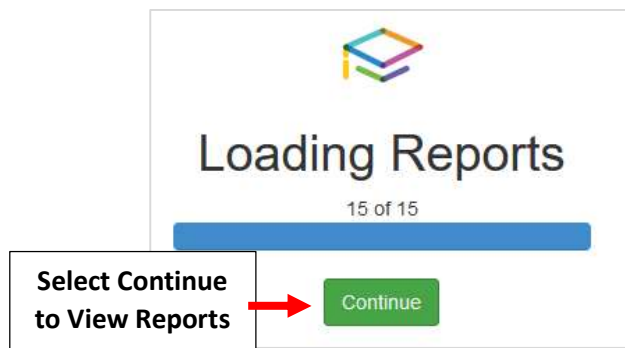 Loading Reports
15 of 15
Select Continue
to View Reports
Continue